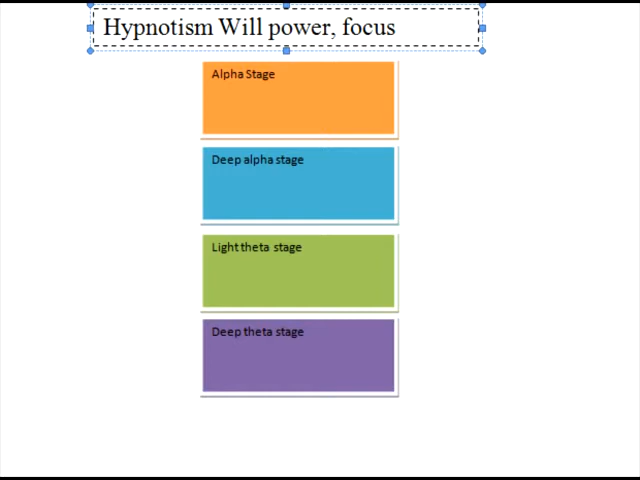 Hypnotism Will power, focus
Alpha Stage
Deep alpha stage
Light theta stage
Deep theta stage